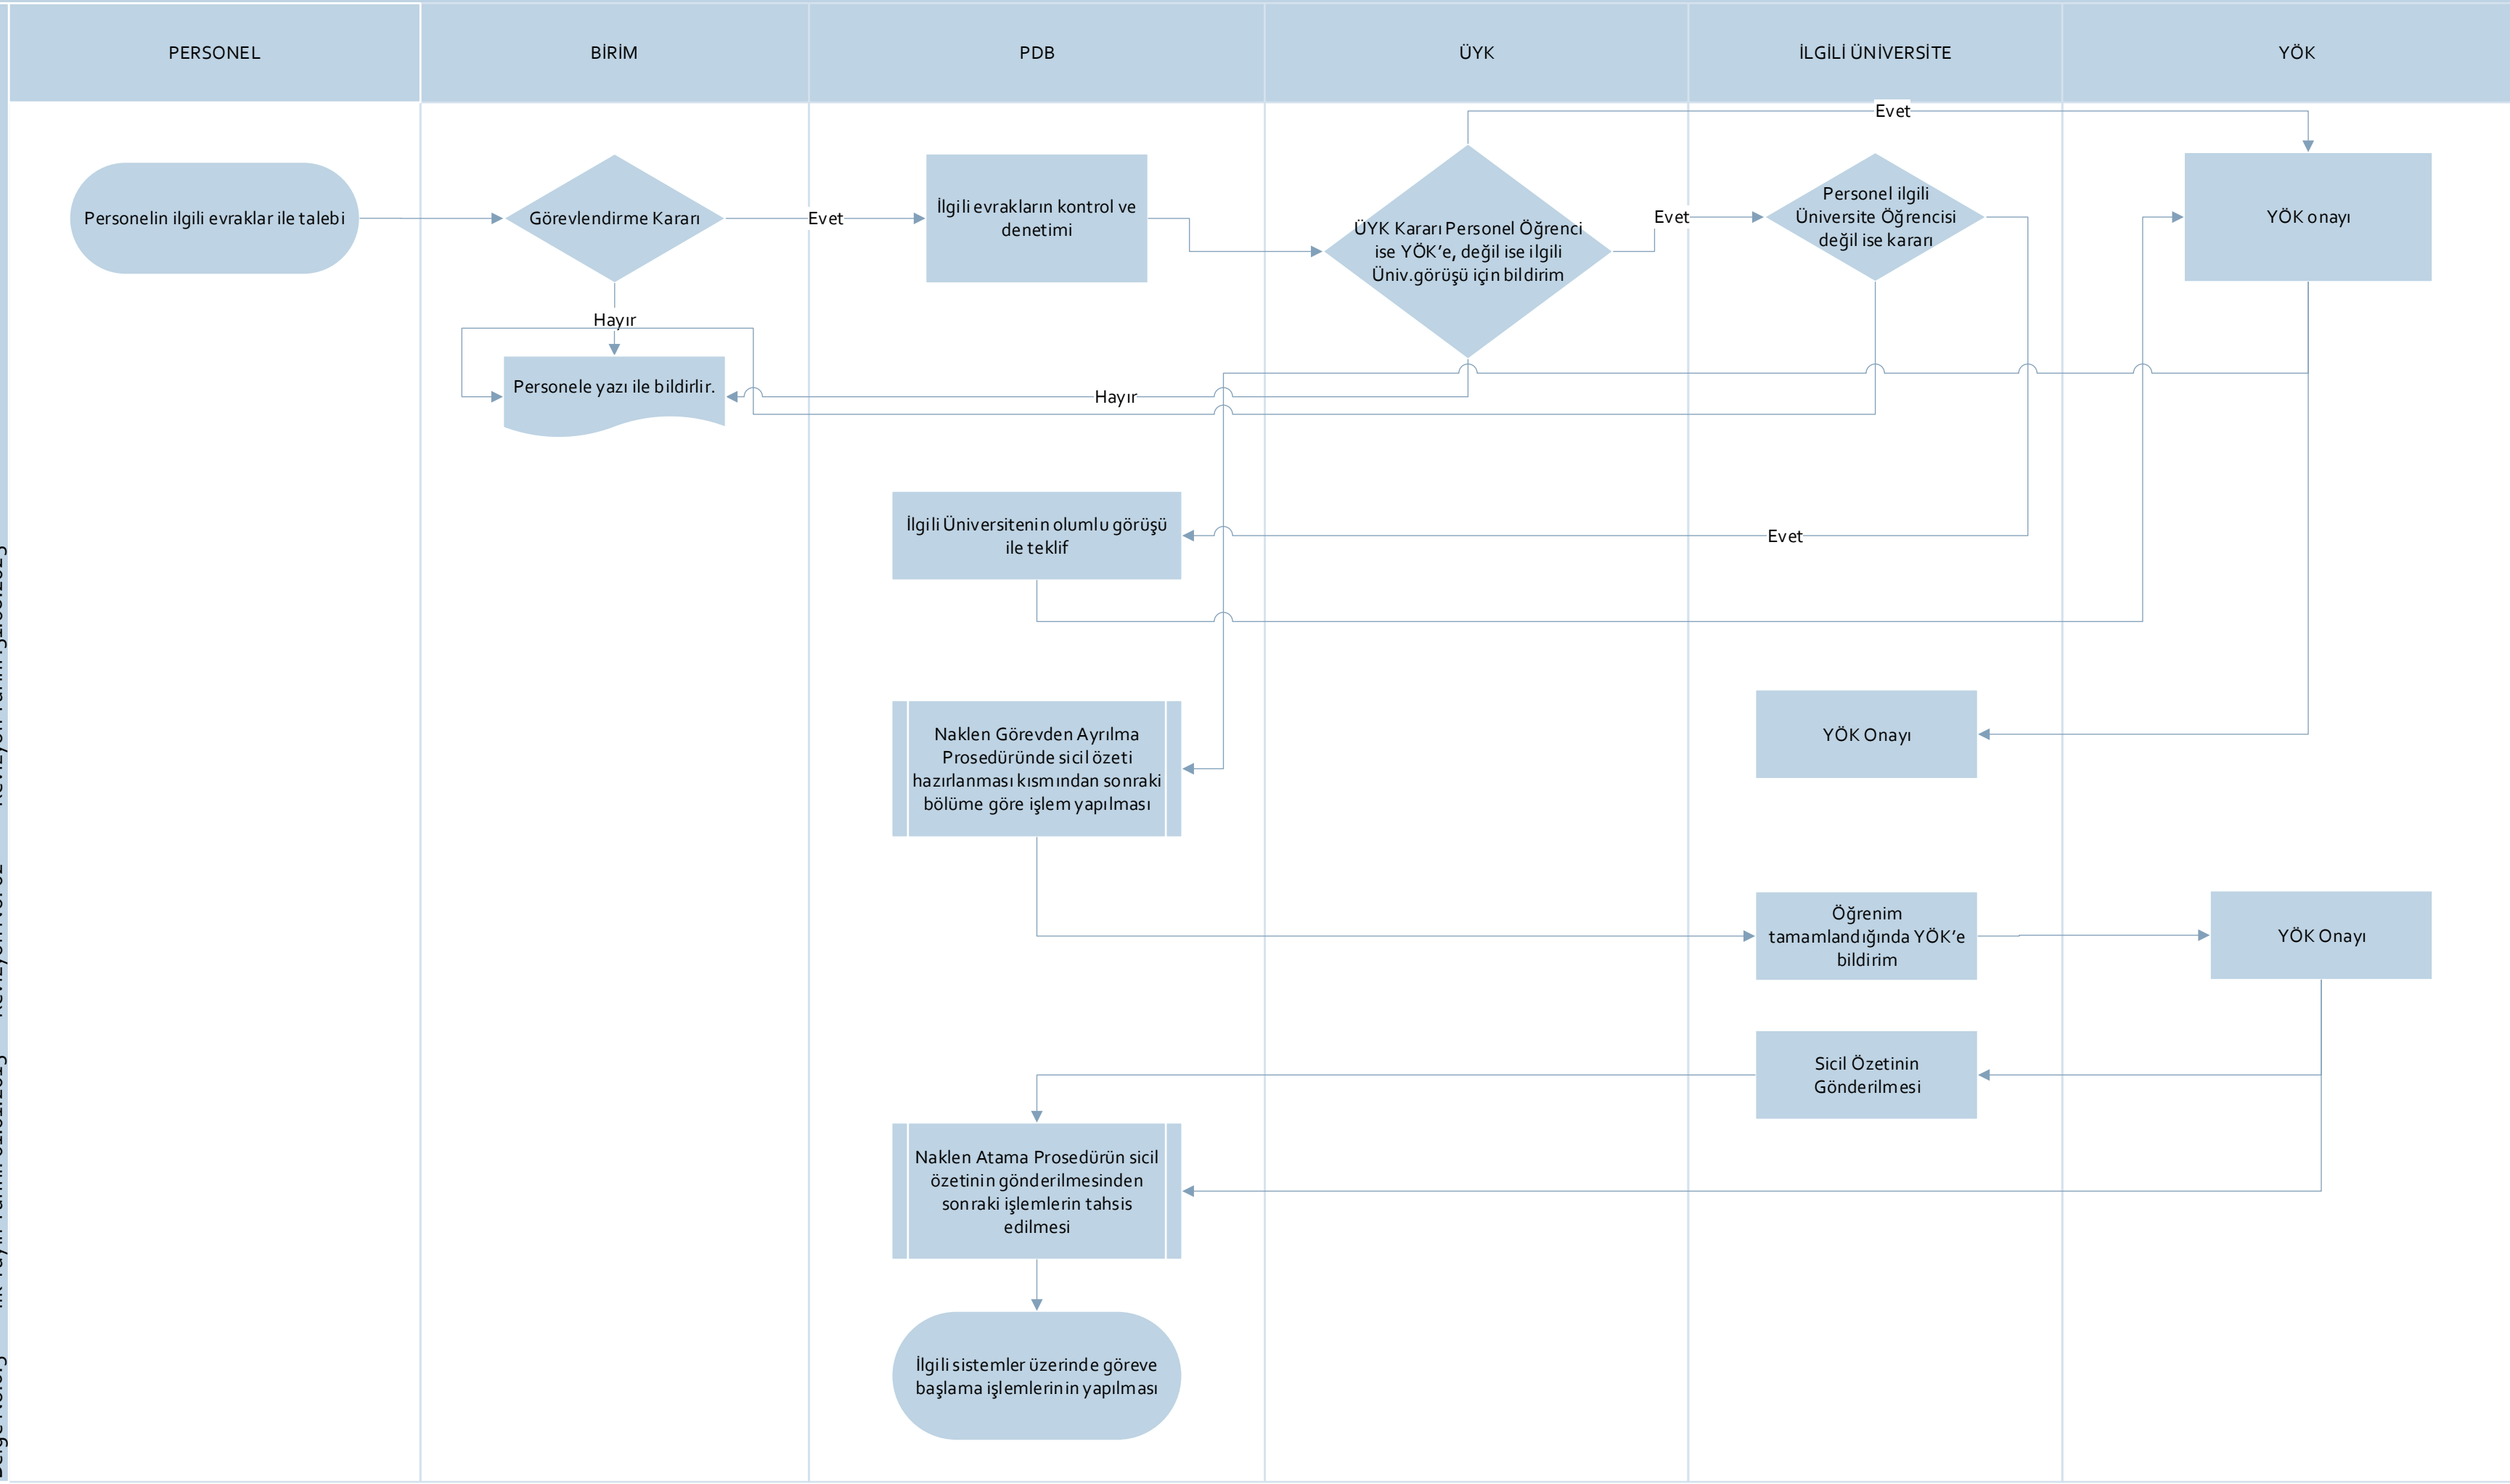 PERSONEL
BİRİM
PDB
ÜYK
İLGİLİ ÜNİVERSİTE
YÖK
Evet
Personelin ilgili evraklar ile talebi
Görevlendirme Kararı
Evet
İlgili evrakların kontrol ve
denetimi
ÜYK Kararı Personel Öğrenci
ise YÖK’e, değil ise ilgili
Üniv.görüşü için bildirim
Evet
Personel ilgili
Üniversite Öğrencisi
değil ise kararı
YÖK onayı
Hayır
Personele yazı ile bildirlir.
Hayır
İlgili Üniversitenin olumlu görüşü
ile teklif
Evet
Naklen Görevden Ayrılma
Prosedüründe sicil özeti
hazırlanması kısmından sonraki
bölüme göre işlem yapılması
YÖK Onayı
Öğrenim
tamamlandığında YÖK’e
bildirim
YÖK Onayı
Sicil Özetinin
Gönderilmesi
Naklen Atama Prosedürün sicil
özetinin gönderilmesinden
sonraki işlemlerin tahsis
edilmesi
İlgili sistemler üzerinde göreve
başlama işlemlerinin yapılması